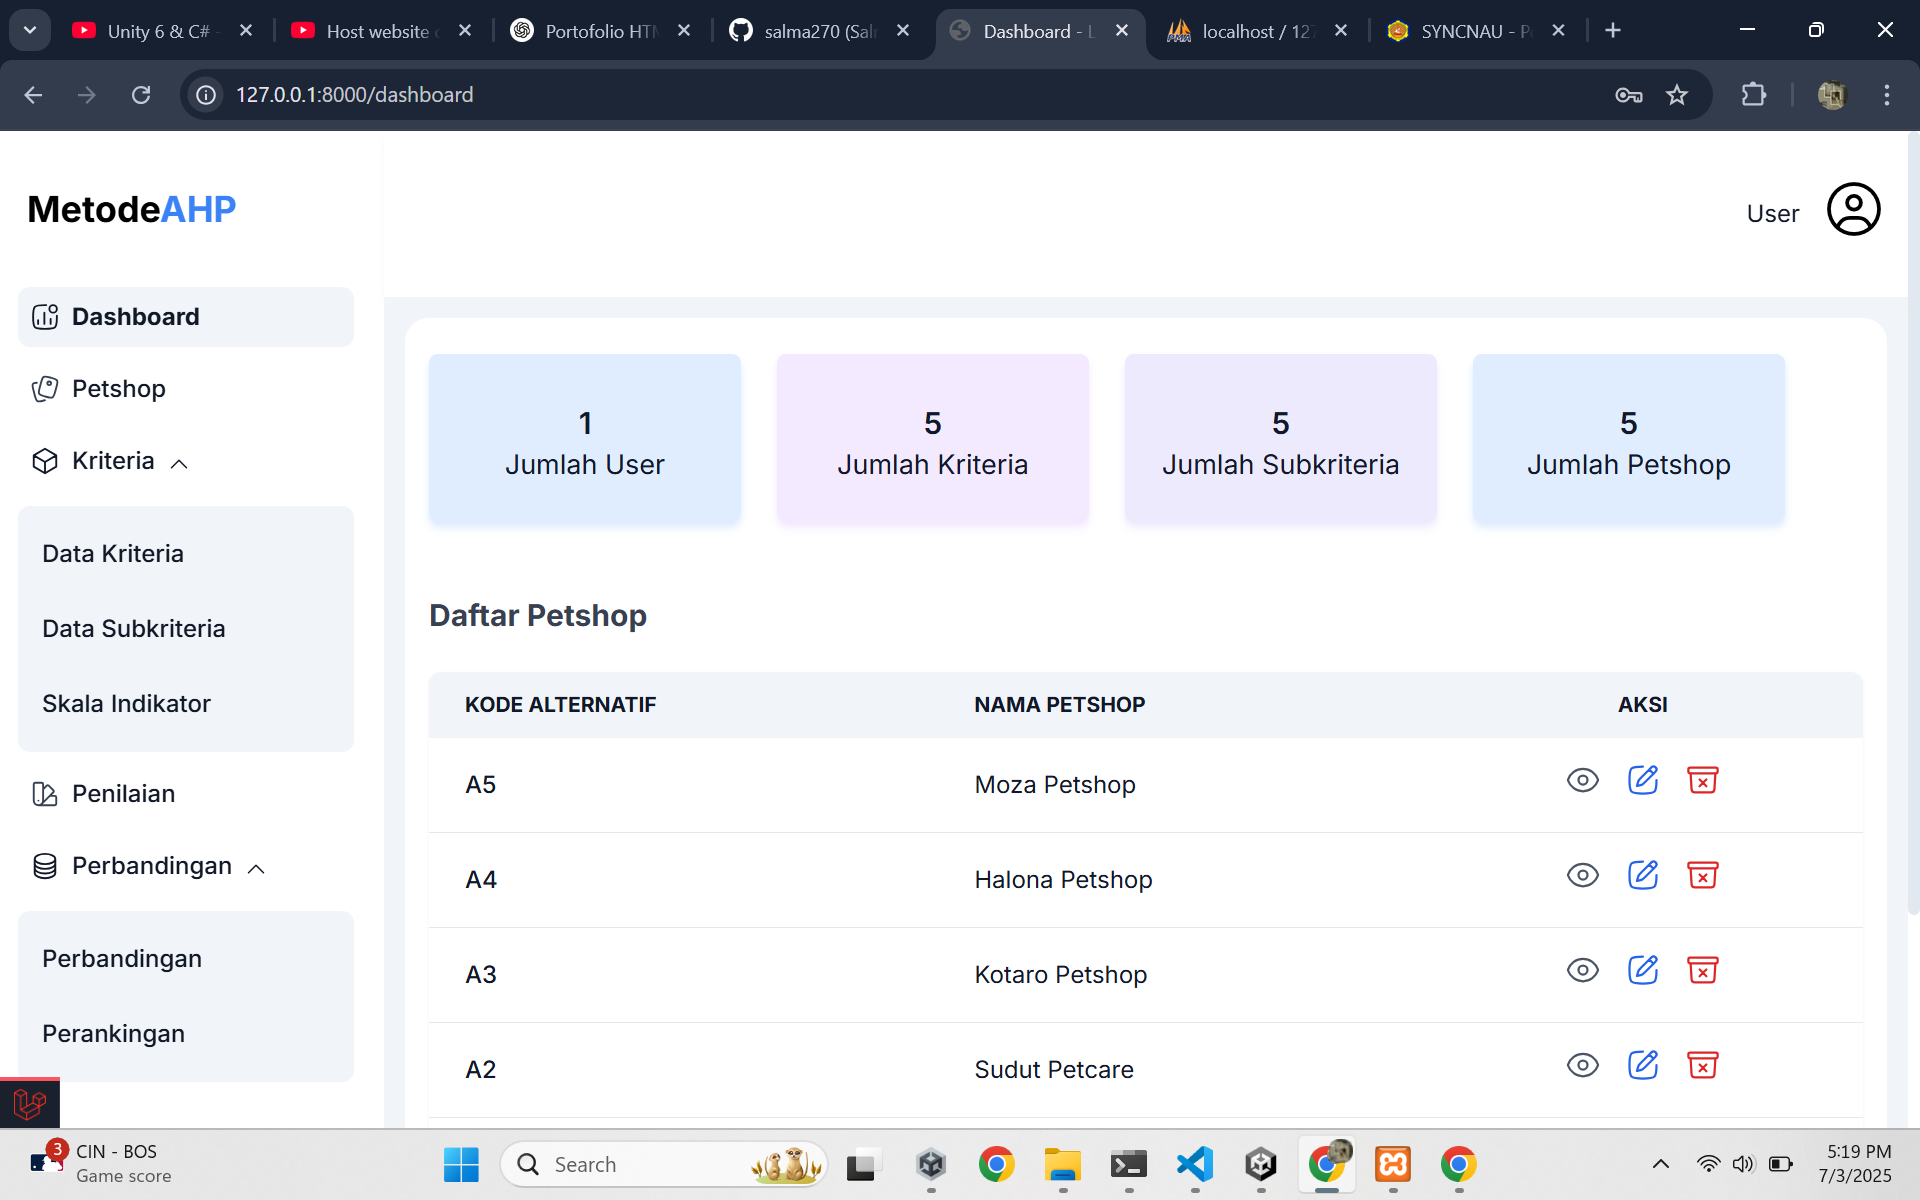 Unity 6 & C#
Host website
Portofolio HTM
salma270 (Sal
Dashboard - L
localhost / 127
SYNCNAU - P
127.0.0.1:8000/dashboard
MetodeAHP
User
Dashboard
Petshop
Kriteria
Data Kriteria
Data Subkriteria
Skala Indikator
Penilaian
Perbandingan
Perbandingan
Perankingan
1
Jumlah User
5
Jumlah Kriteria
5
Jumlah Subkriteria
5
Jumlah Petshop
Daftar Petshop
KODE ALTERNATIF NAMA PETSHOP AKSI
A5 Moza Petshop
A4 Halona Petshop
A3 Kotaro Petshop
A2 Sudut Petcare
3
CIN - BOS
Game score
Search
5:19 PM
7/3/2025